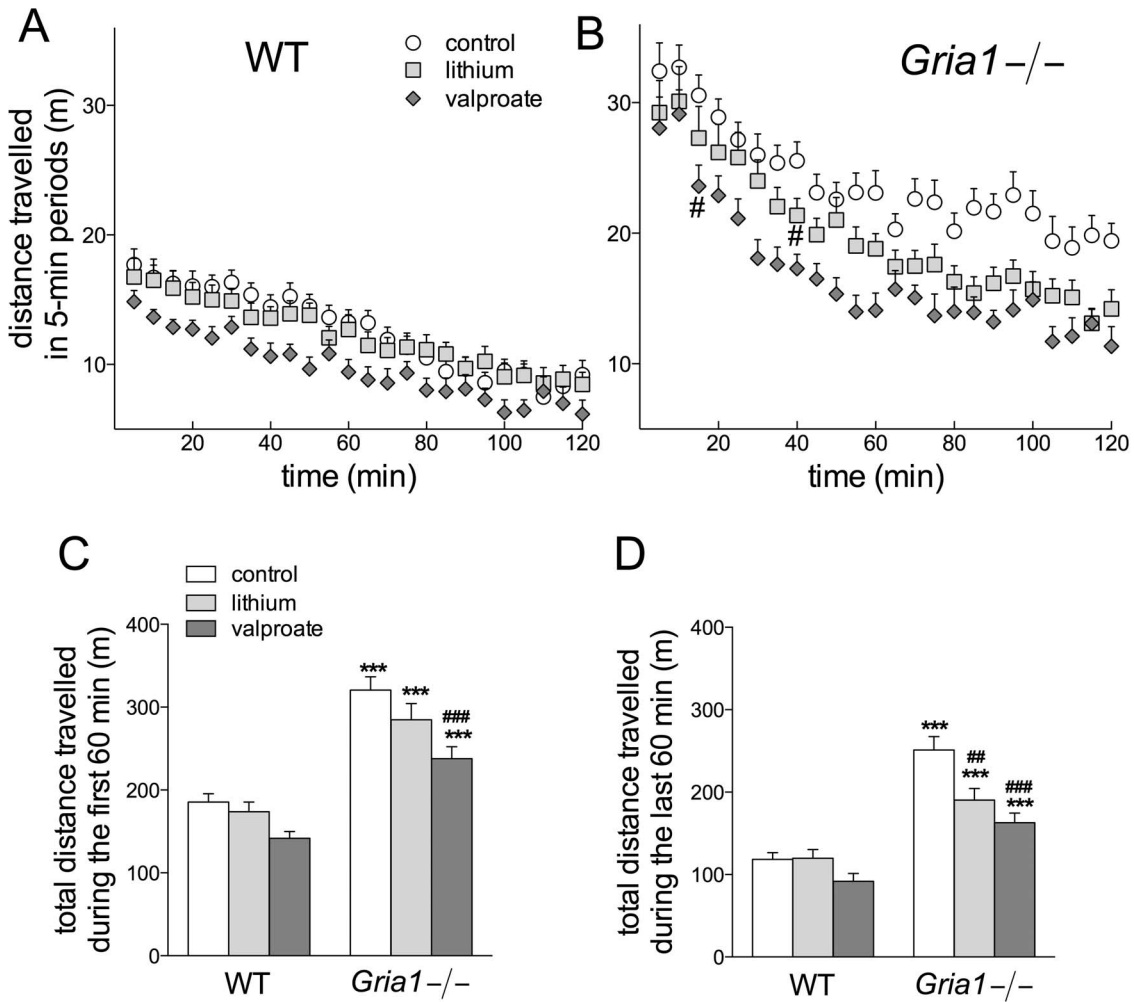 A
WT
control
lithium
valproate
distance travelled
in 5-min periods (m)
30
20
10
20
40
60
80
100
120
time (min)
B
Gria1 –/–
30
20
10
#
#
20
40
60
80
100
120
time (min)
C
control
lithium
valproate
total distance travelled
during the first 60 min (m)
400
300
200
100
0
***
***
###
***
WT
Gria1 –/–
D
total distance travelled
during the last 60 min (m)
400
300
200
100
0
***
##
***
###
***
WT
Gria1 –/–